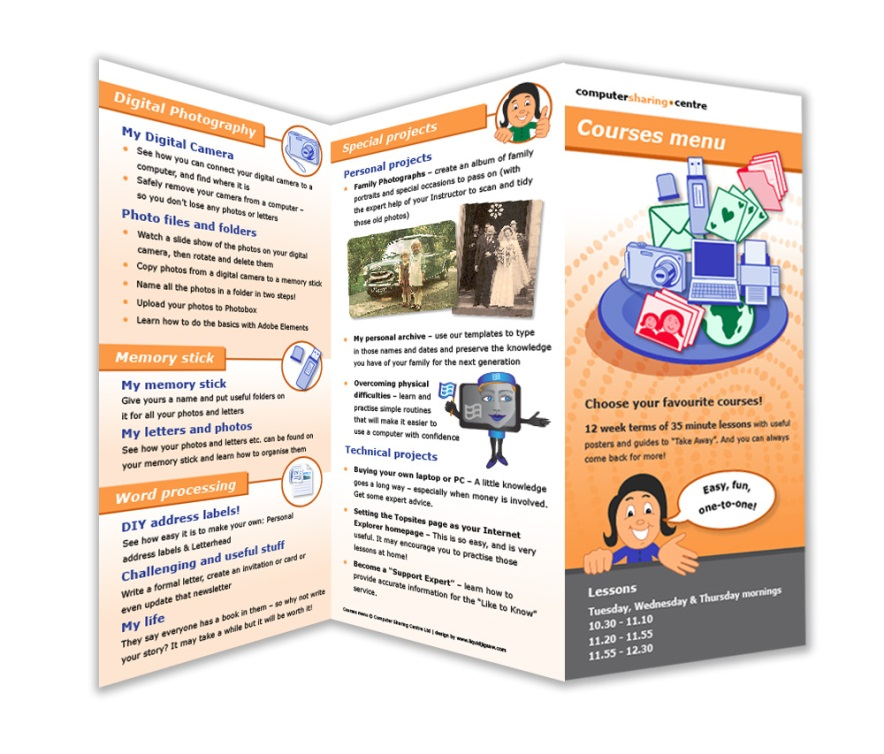 Digital Photography
My Digital Camera
See how you can connect your digital camera to a
computer, and find where it is
Safely remove your camera from a computer –
so you don't lose any photos or letters
Photo files and folders
Watch a slide show of the photos on your digital
camera, then rotate and delete them
Copy photos from a digital camera to a memory stick
Name all the photos in a folder in two steps!
Upload your photos to Photobox
Learn how to do the basics with Adobe Elements
Memory stick
My memory stick
Give yours a name and put useful folders on
it for all your photos and letters
My letters and photos
See how your photos and letters etc. can be found on
your memory stick and learn how to organise them
Word processing
DIY address labels!
See how easy it is to make your own: Personal
address labels & Letterhead
Challenging and useful stuff
Write a formal letter, create an invitation or card or
even update that newsletter
My life
They say everyone has a book in them – so why not write
your story? It may take a while but it will be worth it!
Special projects
Personal projects
Family Photographs – create an album of family
portraits and special occasions to pass on (with
the expert help of your Instructor to scan and tidy
those old photos)
My personal archive – use our templates to type
in those names and dates and preserve the knowledge
you have of your family for the next generation
Overcoming physical
difficulties – learn and
practise simple routines
that will make it easier to
use a computer with confidence
Technical projects
Buying your own laptop or PC – A little knowledge
goes a long way – especially when money is involved.
Get some expert advice.
Setting the Topsites page as your Internet
Explorer homepage – This is so easy, and is very
useful. It may encourage you to practise those
lessons at home!
Become a "Support Expert" – learn how to
provide accurate information for the "Like to Know"
service.
Courses menu © Computer Sharing Centre Ltd | design by www.liquidjigsaw.com
computersharing•centre
Courses menu
Choose your favourite courses!
12 week terms of 35 minute lessons with useful
posters and guides to "Take Away". And you can always
come back for more!
Easy, fun,
one-to-one!
Lessons
Tuesday, Wednesday & Thursday mornings
10.30 - 11.10
11.20 - 11.55
11.55 - 12.30